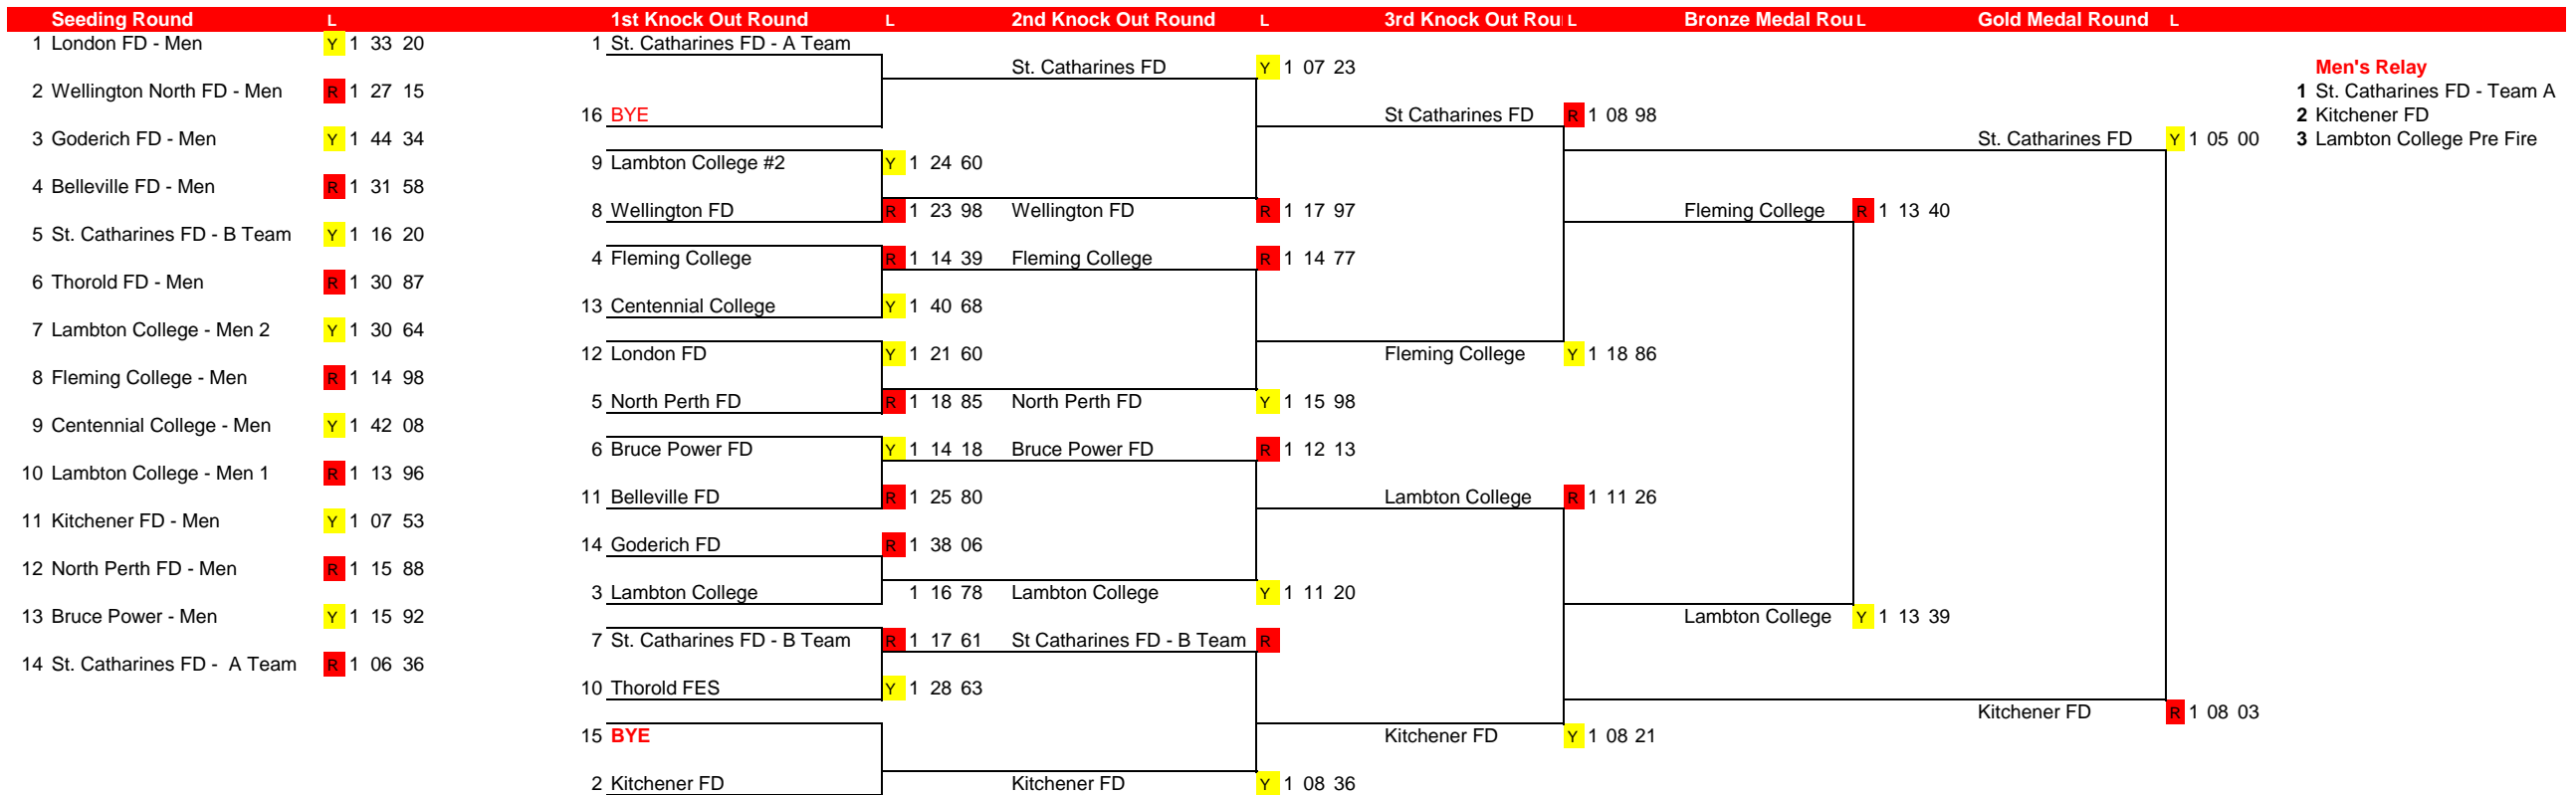 Seeding Round L 1st Knock Out Round L 2nd Knock Out Round L 3rd Knock Out Rou L Bronze Medal Rou L Gold Medal Round L
1 London FD - Men Y 1 33 20 1 St. Catharines FD - A Team
St. Catharines FD Y 1 07 23 Men's Relay
2 Wellington North FD - Men R 1 27 15 1 St. Catharines FD - Team A
16 BYE St Catharines FD R 1 08 98 2 Kitchener FD
3 Goderich FD - Men Y 1 44 34 St. Catharines FD Y 1 05 00 3 Lambton College Pre Fire
9 Lambton College #2 Y 1 24 60
4 Belleville FD - Men R 1 31 58
8 Wellington FD R 1 23 98 Wellington FD R 1 17 97 Fleming College R 1 13 40
5 St. Catharines FD - B Team Y 1 16 20
4 Fleming College R 1 14 39 Fleming College R 1 14 77
6 Thorold FD - Men R 1 30 87
13 Centennial College Y 1 40 68
7 Lambton College - Men 2 Y 1 30 64
12 London FD Y 1 21 60 Fleming College Y 1 18 86
8 Fleming College - Men R 1 14 98
5 North Perth FD R 1 18 85 North Perth FD Y 1 15 98
9 Centennial College - Men Y 1 42 08
6 Bruce Power FD Y 1 14 18 Bruce Power FD R 1 12 13
10 Lambton College - Men 1 R 1 13 96
11 Belleville FD R 1 25 80 Lambton College R 1 11 26
11 Kitchener FD - Men Y 1 07 53
14 Goderich FD R 1 38 06
12 North Perth FD - Men R 1 15 88
3 Lambton College 1 16 78 Lambton College Y 1 11 20
13 Bruce Power - Men Y 1 15 92 Lambton College Y 1 13 39
7 St. Catharines FD - B Team R 1 17 61 St Catharines FD - B Team R
14 St. Catharines FD - A Team R 1 06 36
10 Thorold FES Y 1 28 63
Kitchener FD R 1 08 03
15 BYE Kitchener FD Y 1 08 21
2 Kitchener FD Kitchener FD Y 1 08 36